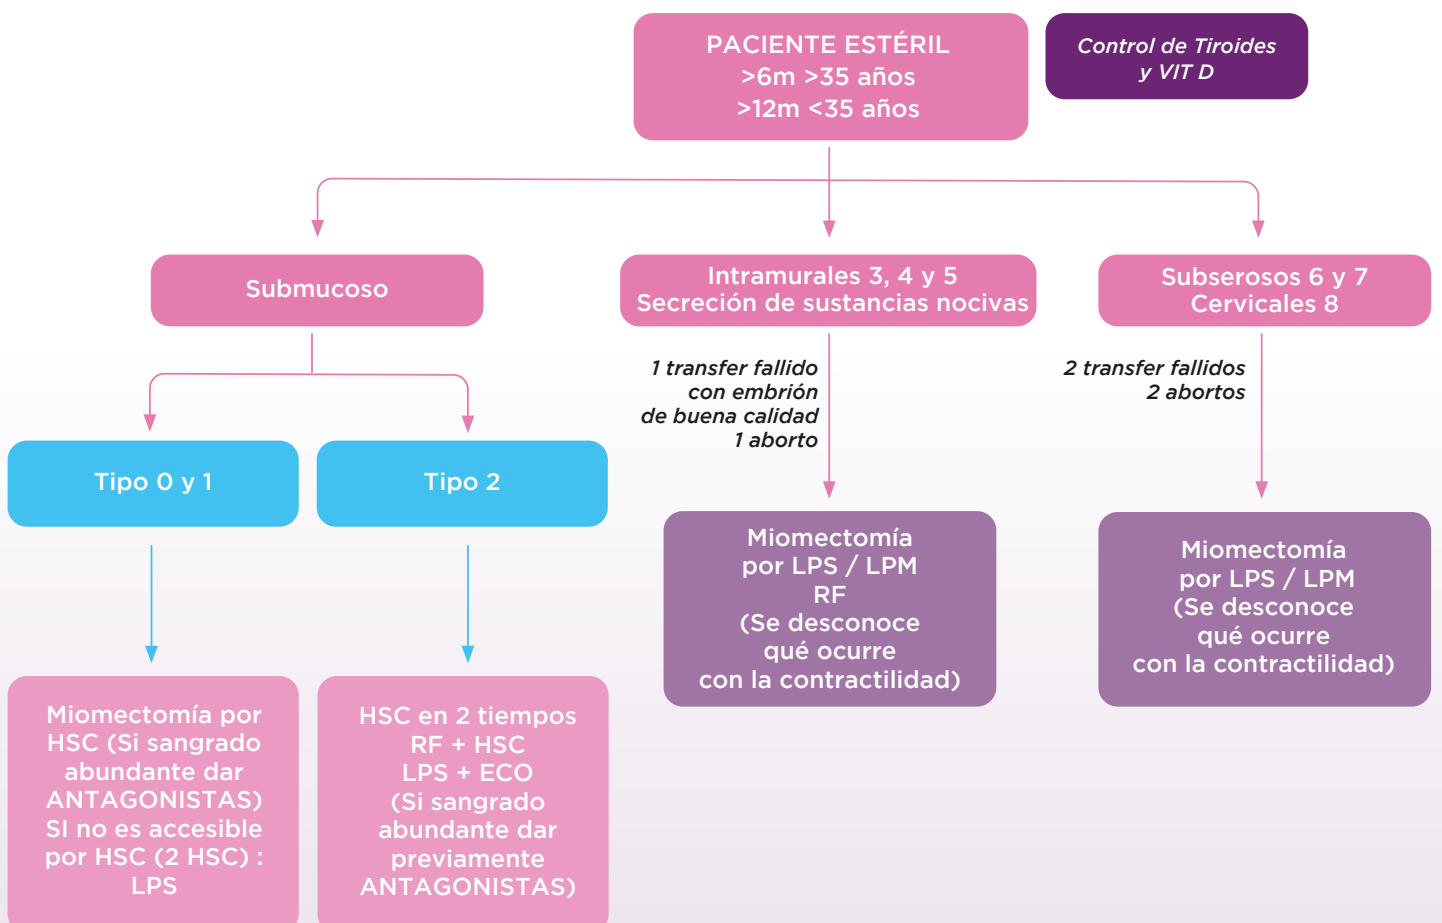 PACIENTE ESTÉRIL
>6m >35 años
>12m <35 años
Control de Tiroides
y VIT D
Submucoso
Intramurales 3, 4 y 5
Secreción de sustancias nocivas
Subserosos 6 y 7
Cervicales 8
1 transfer fallido
con embrión
de buena calidad
1 aborto
2 transfer fallidos
2 abortos
Tipo 0 y 1
Tipo 2
Miomectomía
por LPS / LPM
RF
(Se desconoce
qué ocurre
con la contractilidad)
Miomectomía
por LPS / LPM
(Se desconoce
qué ocurre
con la contractilidad)
Miomectomía por
HSC (Si sangrado
abundante dar
ANTAGONISTAS)
SI no es accesible
por HSC (2 HSC) :
LPS
HSC en 2 tiempos
RF + HSC
LPS + ECO
(Si sangrado
abundante dar
previamente
ANTAGONISTAS)